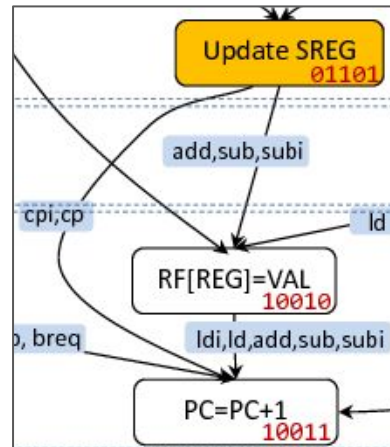 Update SREG
01101
add,sub,subi
cpi,cp
ld
RF[REG]=VAL
10010
breq
ldi,ld,add,sub,subi
PC=PC+1
10011